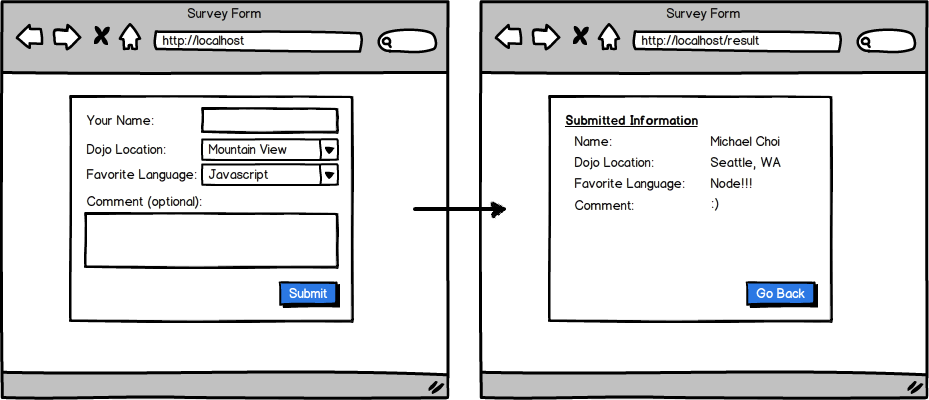 Survey Form
http://localhost
Your Name:
Dojo Location: Mountain View
Favorite Language: Javascript
Comment (optional):
Submit
Survey Form
http://localhost/result
Submitted Information
Name: Michael Choi
Dojo Location: Seattle, WA
Favorite Language: Node!!!
Comment: :)
Go Back